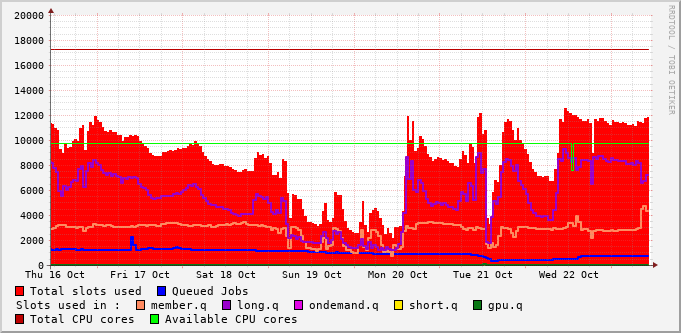 20000
18000
16000
14000
12000
10000
8000
6000
4000
2000
0
Thu 16 Oct Fri 17 Oct Sat 18 Oct Sun 19 Oct Mon 20 Oct Tue 21 Oct Wed 22 Oct
Total slots used Queued Jobs
Slots used in : member.q long.q ondemand.q short.q gpu.q
Total CPU cores Available CPU cores
RRDTOOL / TOBI OETIKER